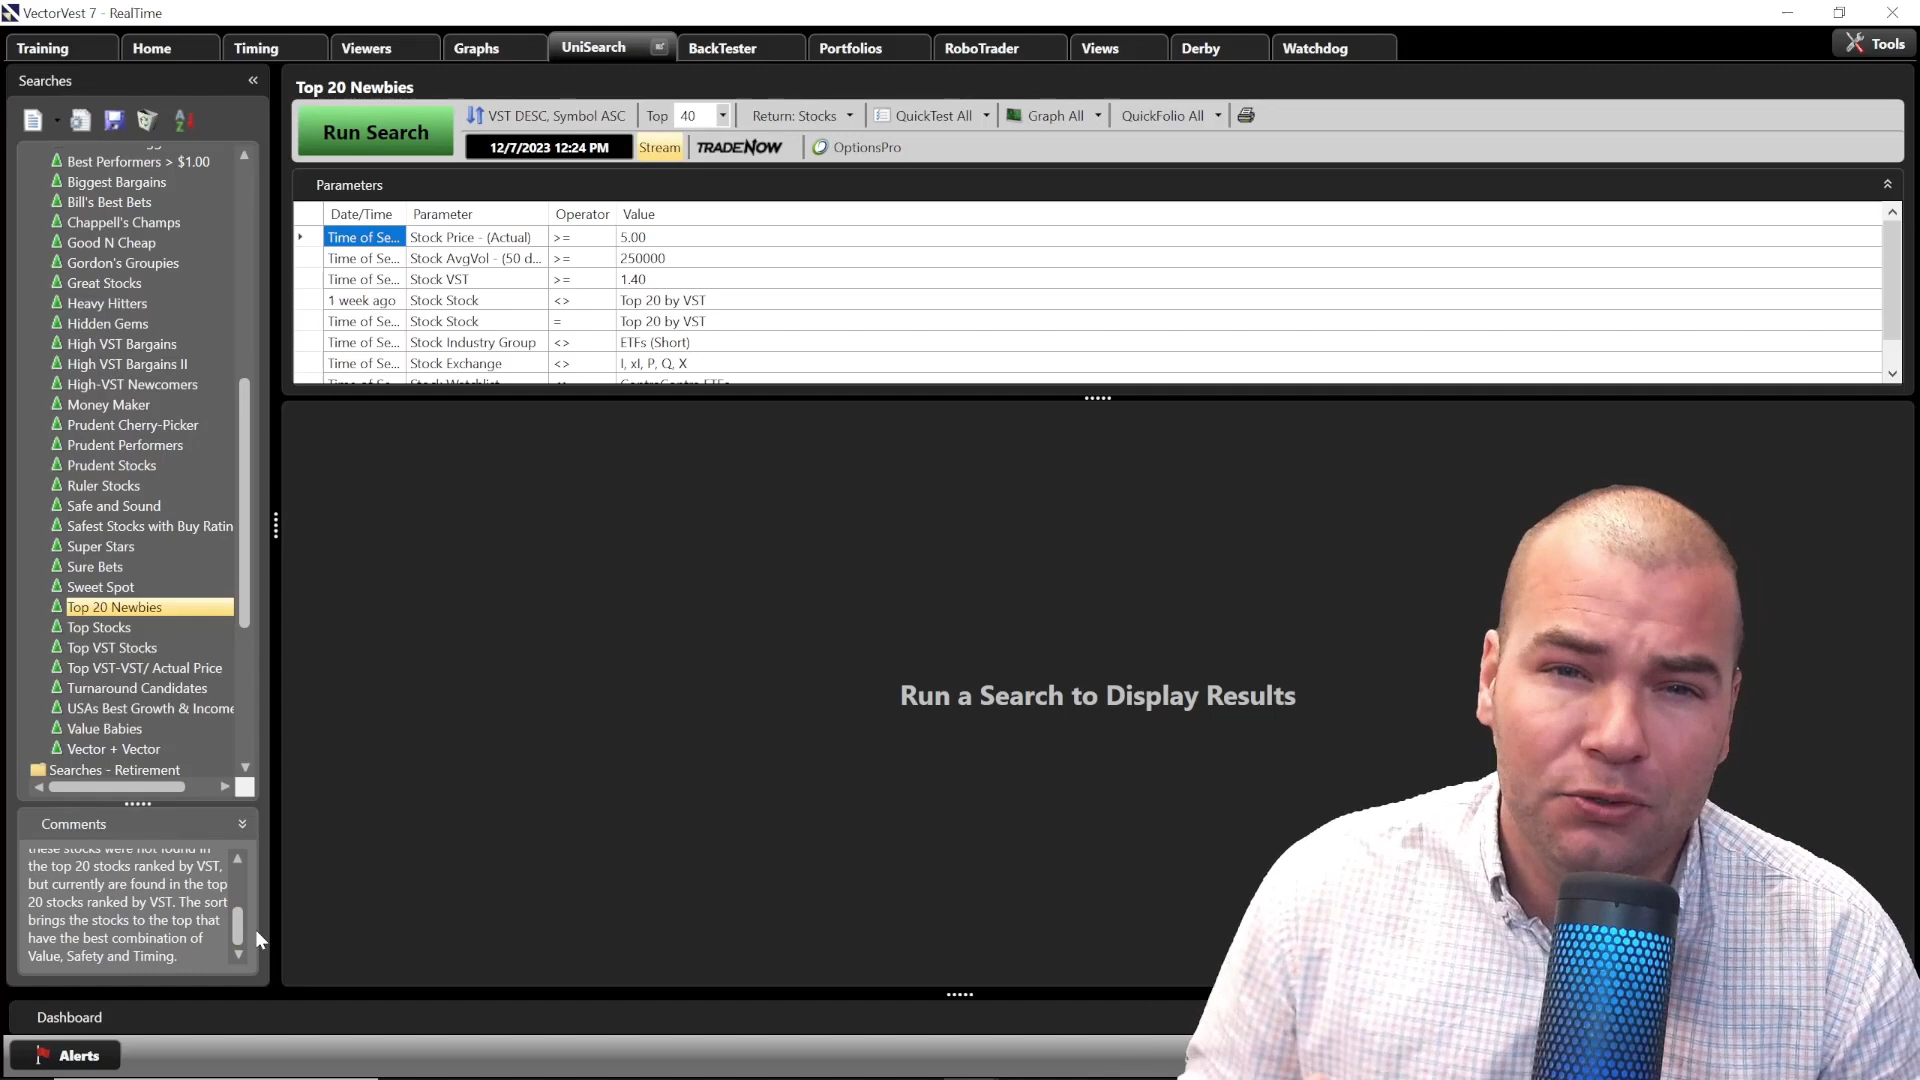 VectorVest 7 - RealTime
Training
Home
Timing
Viewers
Graphs
UniSearch
BackTester
Portfolios
RoboTrader
Views
Derby
Watchdog
Tools
Searches
Best Performers > $1.00
Biggest Bargains
Bill's Best Bets
Chappell's Champs
Good N Cheap
Gordon's Groupies
Great Stocks
Heavy Hitters
Hidden Gems
High VST Bargains
High VST Bargains II
High-VST Newcomers
Money Maker
Prudent Cherry-Picker
Prudent Performers
Prudent Stocks
Ruler Stocks
Safe and Sound
Safest Stocks with Buy Ratin
Super Stars
Sure Bets
Sweet Spot
Top 20 Newbies
Top Stocks
Top VST Stocks
Top VST-VST/ Actual Price
Turnaround Candidates
USAs Best Growth & Income
Value Babies
Vector + Vector
Searches - Retirement
Comments
these stocks were not found in
the top 20 stocks ranked by VST,
but currently are found in the top
20 stocks ranked by VST. The sort
brings the stocks to the top that
have the best combination of
Value, Safety and Timing.
Top 20 Newbies
Run Search
VST DESC, Symbol ASC
Top 40
Return: Stocks
QuickTest All
Graph All
QuickFolio All
12/7/2023 12:24 PM
Stream
TRADENOW
OptionsPro
Parameters
Date/Time Parameter Operator Value
Time of Se... Stock Price - (Actual) >= 5.00
Time of Se... Stock AvgVol - (50 d... >= 250000
Time of Se... Stock VST >= 1.40
1 week ago Stock Stock <> Top 20 by VST
Time of Se... Stock Stock = Top 20 by VST
Time of Se... Stock Industry Group <> ETFs (Short)
Time of Se... Stock Exchange <> I, xI, P, Q, X
Time of Se... Stock Watchlist
Run a Search to Display Results
Dashboard
Alerts